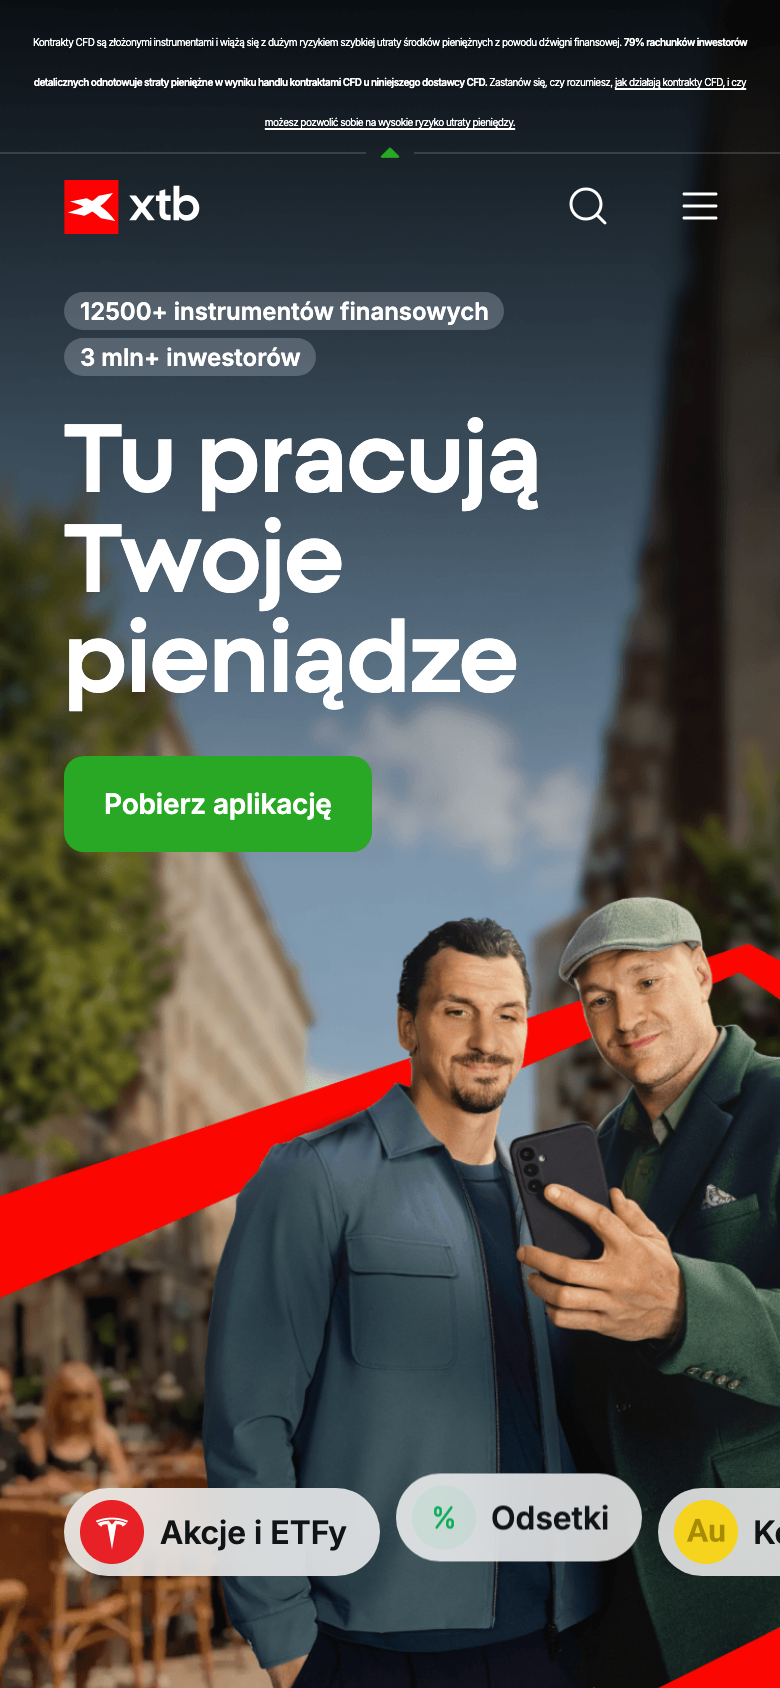 Kontrakty CFD są złożonymi instrumentami i wiążą się z dużym ryzykiem szybkiej utraty środków pieniężnych z powodu dźwigni finansowej. 79% rachunków inwestorów
detalicznych odnotowuje straty pieniężne w wyniku handlu kontraktami CFD u niniejszego dostawcy CFD. Zastanów się, czy rozumiesz, jak działają kontrakty CFD, i czy
możesz pozwolić sobie na wysokie ryzyko utraty pieniędzy.
xtb
12500+ instrumentów finansowych
3 mln+ inwestorów
Tu pracują
Twoje
pieniądze
Pobierz aplikację
Akcje i ETFy
% Odsetki
Au